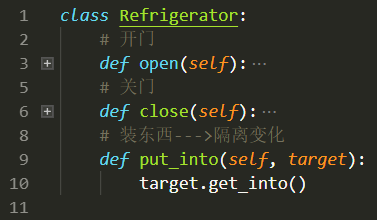 1 class Refrigerator:
2 # 开门
3 def open(self):⋯
5 # 关门
6 def close(self):⋯
8 # 装东西--->隔离变化
9 def put_into(self, target):
10 target.get_into()
11